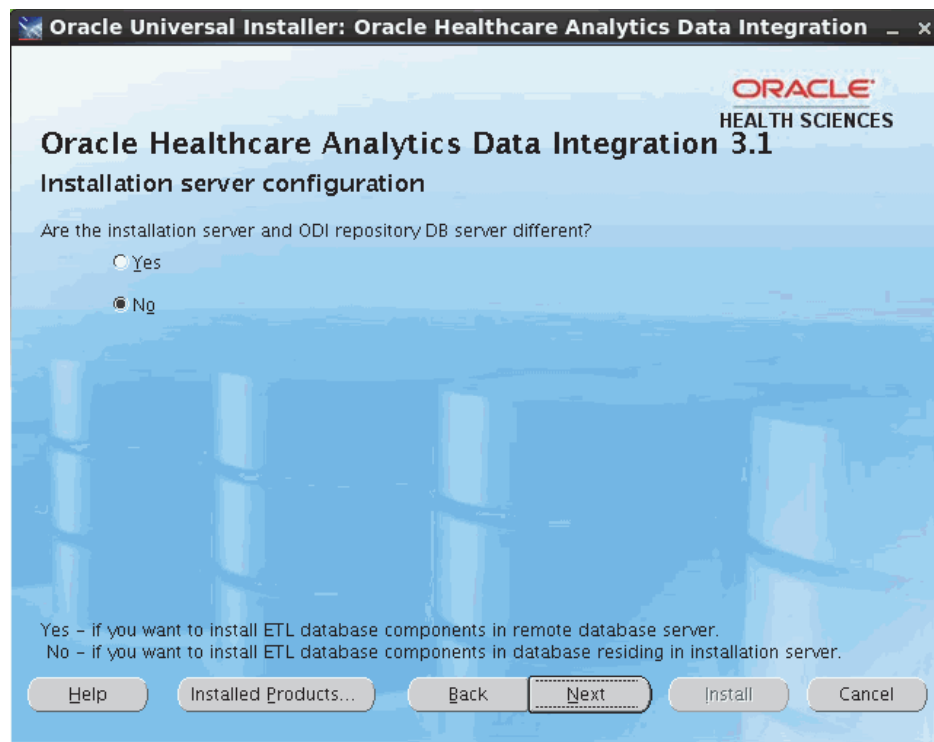 Oracle Universal Installer: Oracle Healthcare Analytics Data Integration
ORACLE
HEALTH SCIENCES
Oracle Healthcare Analytics Data Integration 3.1
Installation server configuration
Are the installation server and ODI repository DB server different?
Yes
No
Yes – if you want to install ETL database components in remote database server.
No – if you want to install ETL database components in database residing in installation server.
Help Installed Products... Back Next Install Cancel